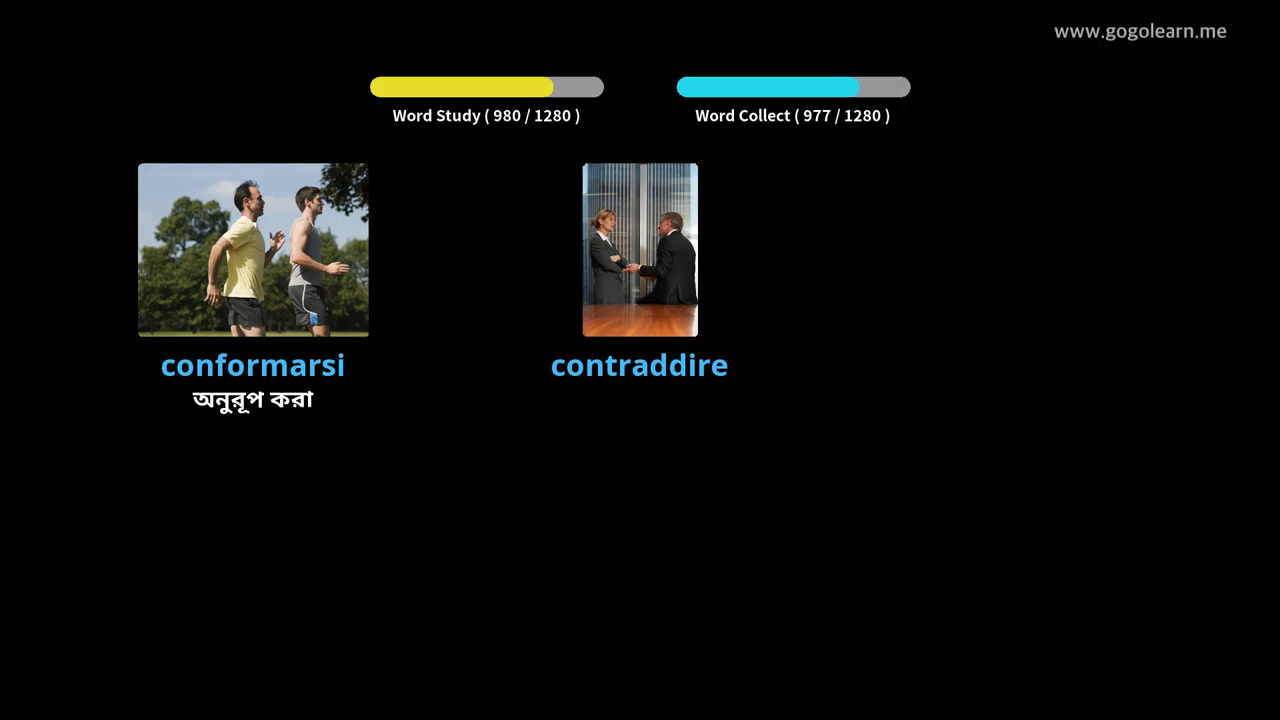 www.gogolearn.me
Word Study ( 980 / 1280 )
Word Collect ( 977 / 1280 )
conformarsi
contraddire
অনুরূপ করা